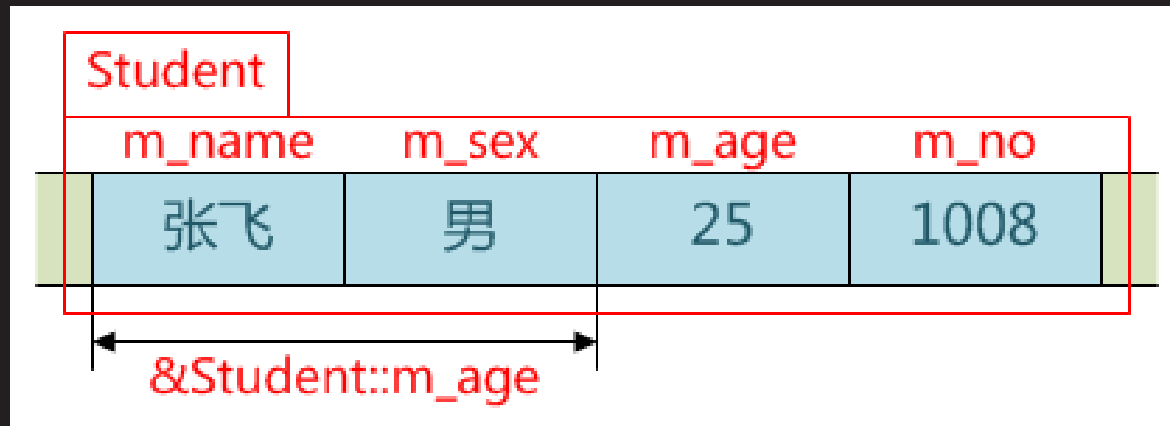 Student
m_name m_sex m_age m_no
张飞 男 25 1008
&Student::m_age